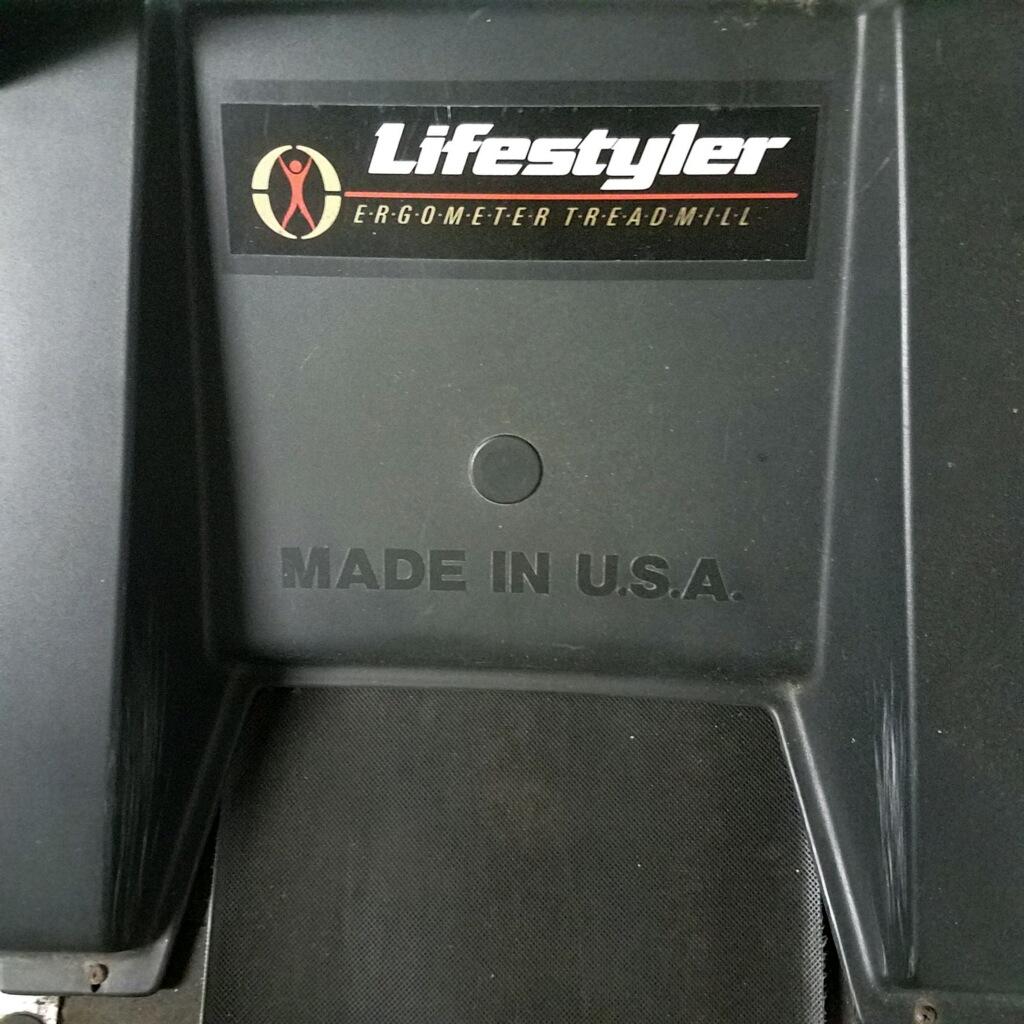 Lifestyler
E·R·G·O·M·E·T·E·R T·R·E·A·D·M·I·L·L
MADE IN U.S.A.